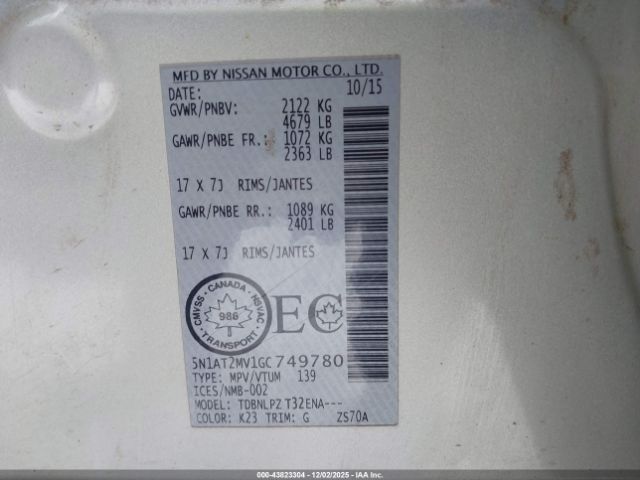 MFD BY NISSAN MOTOR CO., LTD.
DATE: 10/15
GVWR/PNBV: 2122 KG
4679 LB
GAWR/PNBE FR.: 1072 KG
2363 LB
17 X 7J RIMS/JANTES
GAWR/PNBE RR.: 1089 KG
2401 LB
17 X 7J RIMS/JANTES
CMVSS · CANADA · NSVAC
986
EC
5N1AT2MV1GC749780
TYPE: MPV/VTUM 139
ICES/NMB-002
MODEL: TDBNLPZ T32ENA---
COLOR: K23 TRIM: G ZS70A
000-43823304 - 12/02/2025 - IAA Inc.